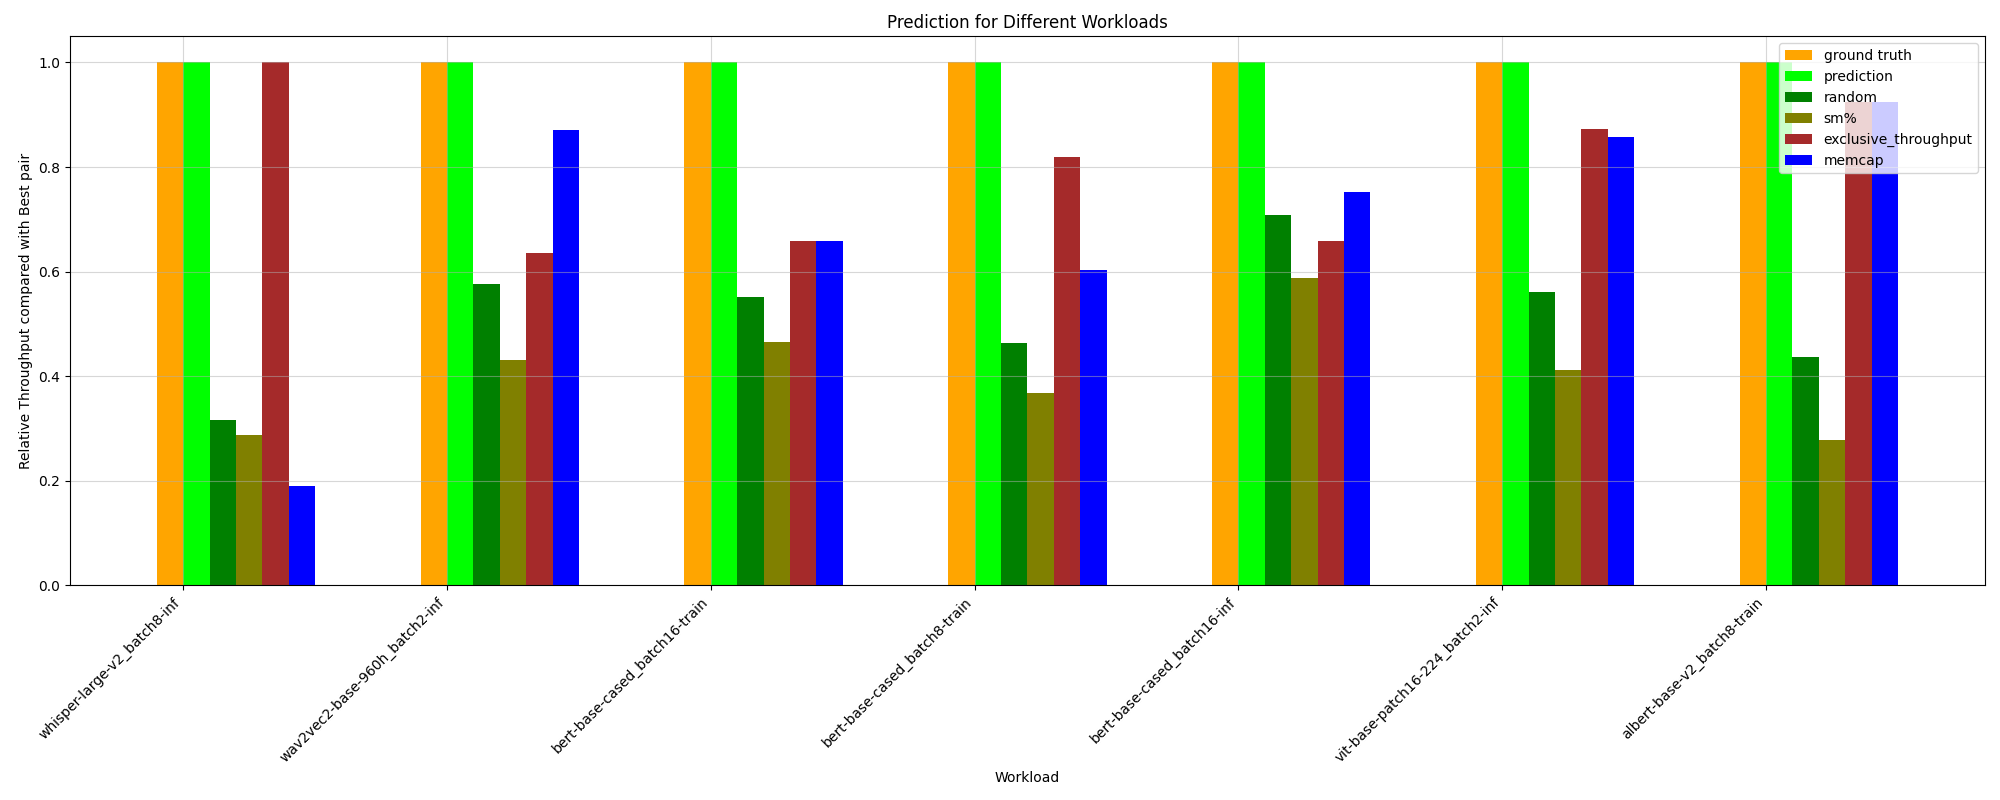 Prediction for Different Workloads
Relative Throughput compared with Best pair
1.0
0.8
0.6
0.4
0.2
0.0
ground truth
prediction
random
sm%
exclusive_throughput
memcap
whisper-large-v2_batch8-inf
wav2vec2-base-960h_batch2-inf
bert-base-cased_batch16-train
bert-base-cased_batch8-train
bert-base-cased_batch16-inf
vit-base-patch16-224_batch2-inf
albert-base-v2_batch8-train
Workload